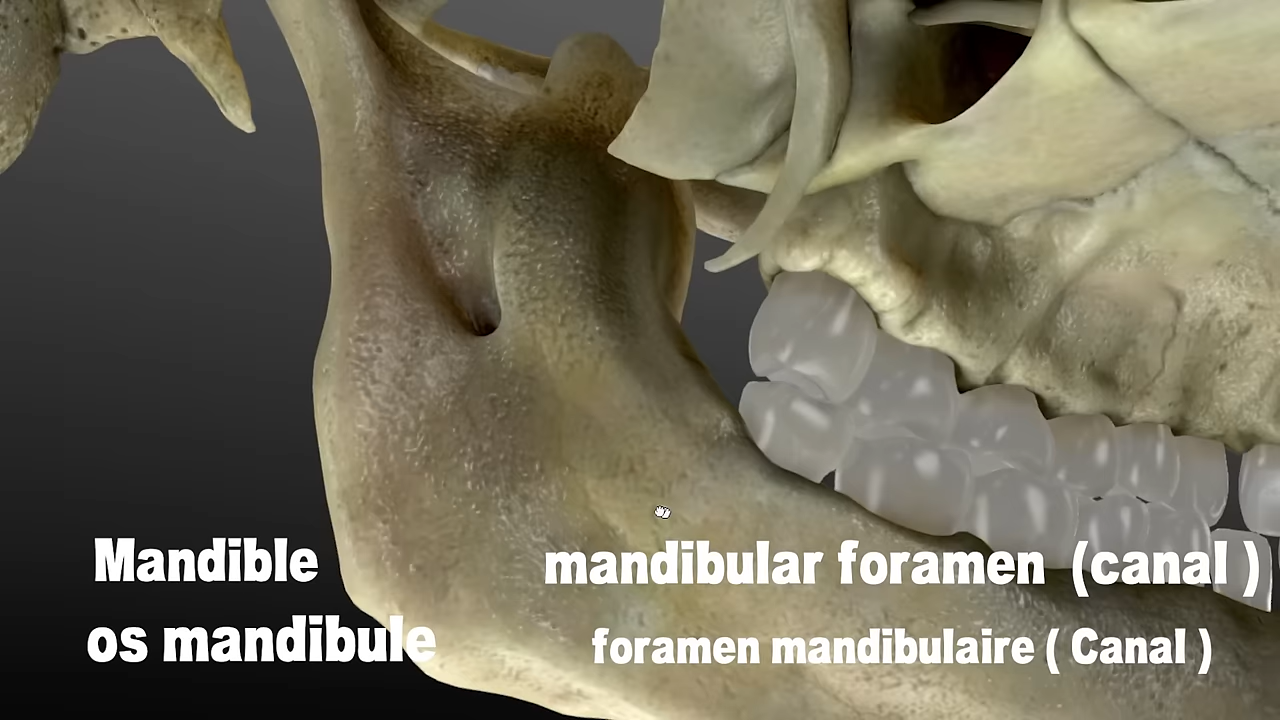 Mandible
os mandibule
mandibular foramen (canal )
foramen mandibulaire ( Canal )